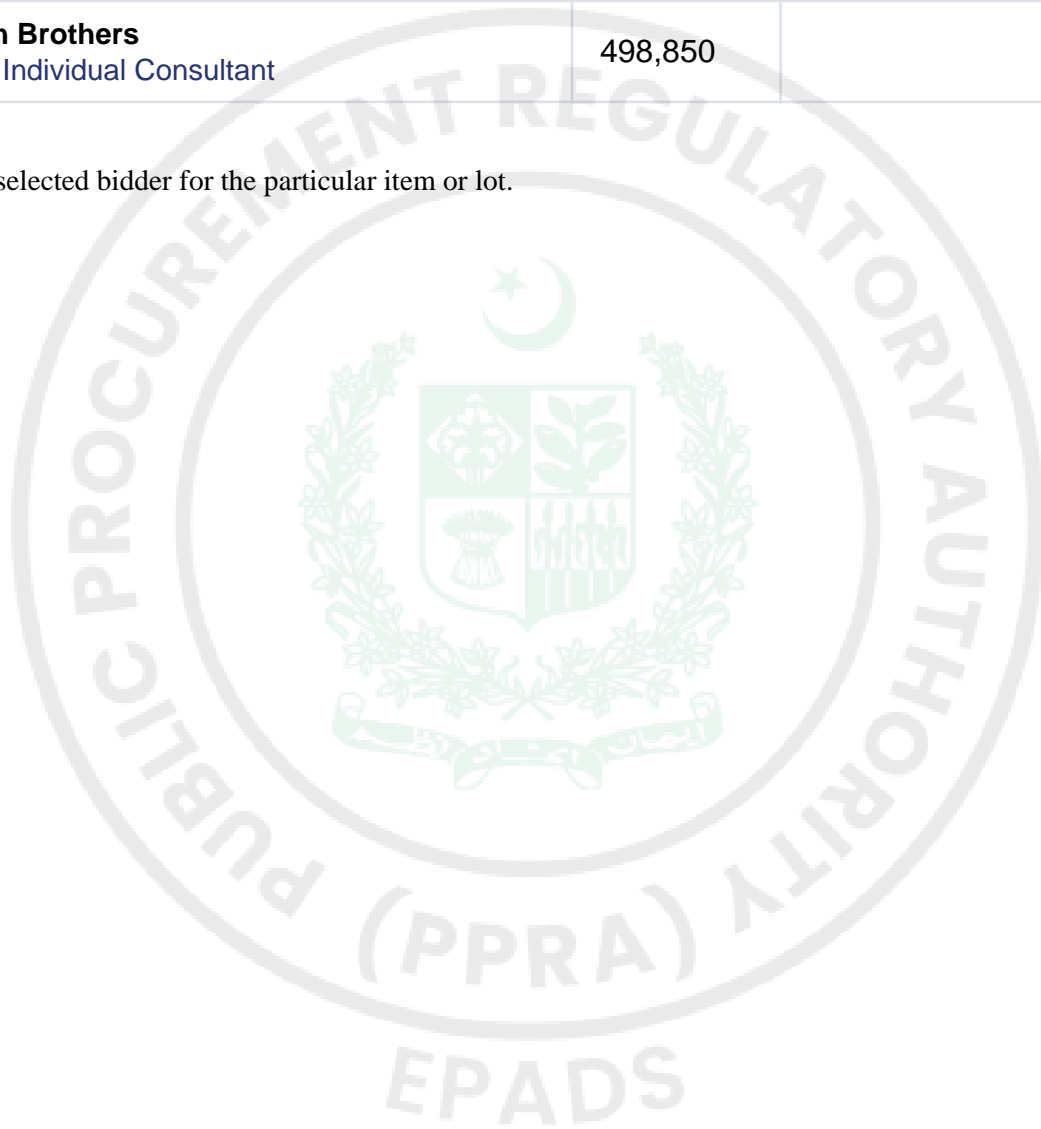 n Brothers
Individual Consultant
498,850
selected bidder for the particular item or lot.
PUBLIC PROCUREMENT REGULATORY AUTHORITY
(PPRA)
EPADS